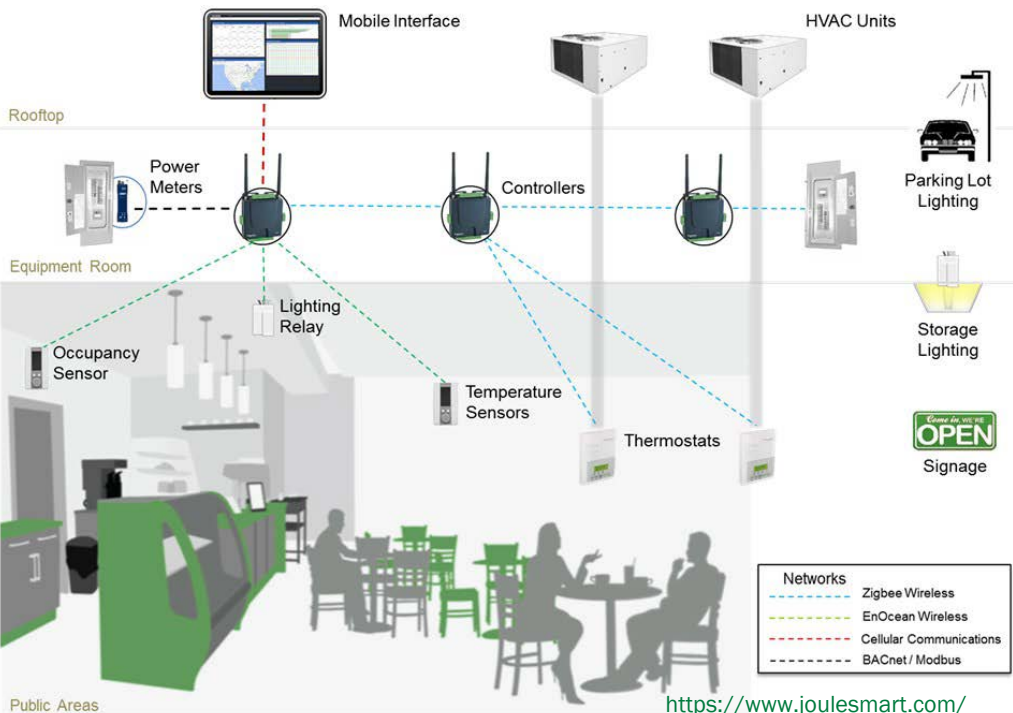 Mobile Interface
HVAC Units
Rooftop
Power
Meters
Controllers
Parking Lot
Lighting
Equipment Room
Lighting
Relay
Storage
Lighting
Occupancy
Sensor
Temperature
Sensors
Thermostats
Come in, WE'RE
OPEN
Signage
Networks
Zigbee Wireless
EnOcean Wireless
Cellular Communications
BACnet / Modbus
Public Areas
https://www.joulesmart.com/